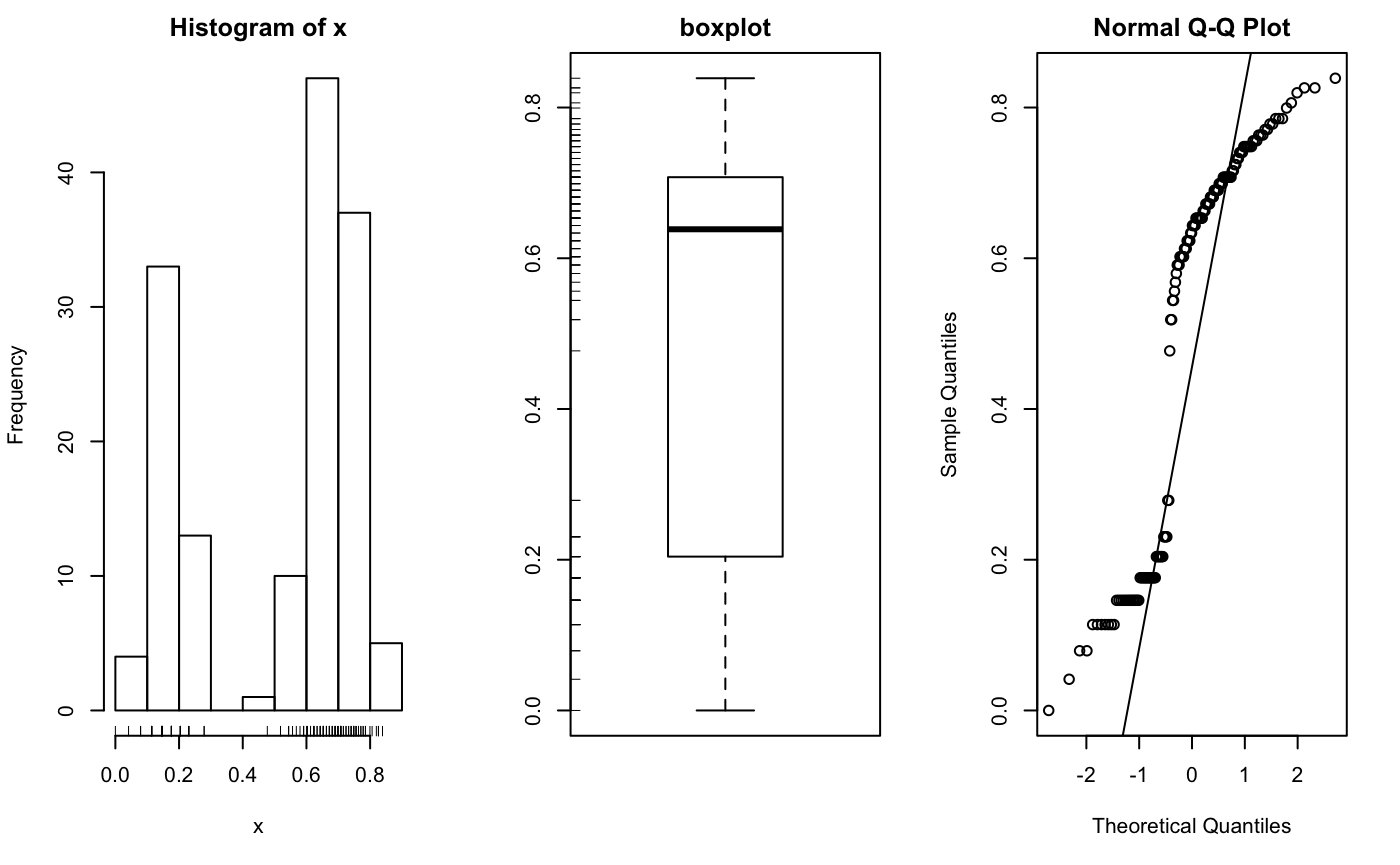 Histogram of x
Frequency
0
10
20
30
40
0.0 0.2 0.4 0.6 0.8
x
boxplot
0.0 0.2 0.4 0.6 0.8
Normal Q-Q Plot
Sample Quantiles
0.0 0.2 0.4 0.6 0.8
-2 -1 0 1 2
Theoretical Quantiles